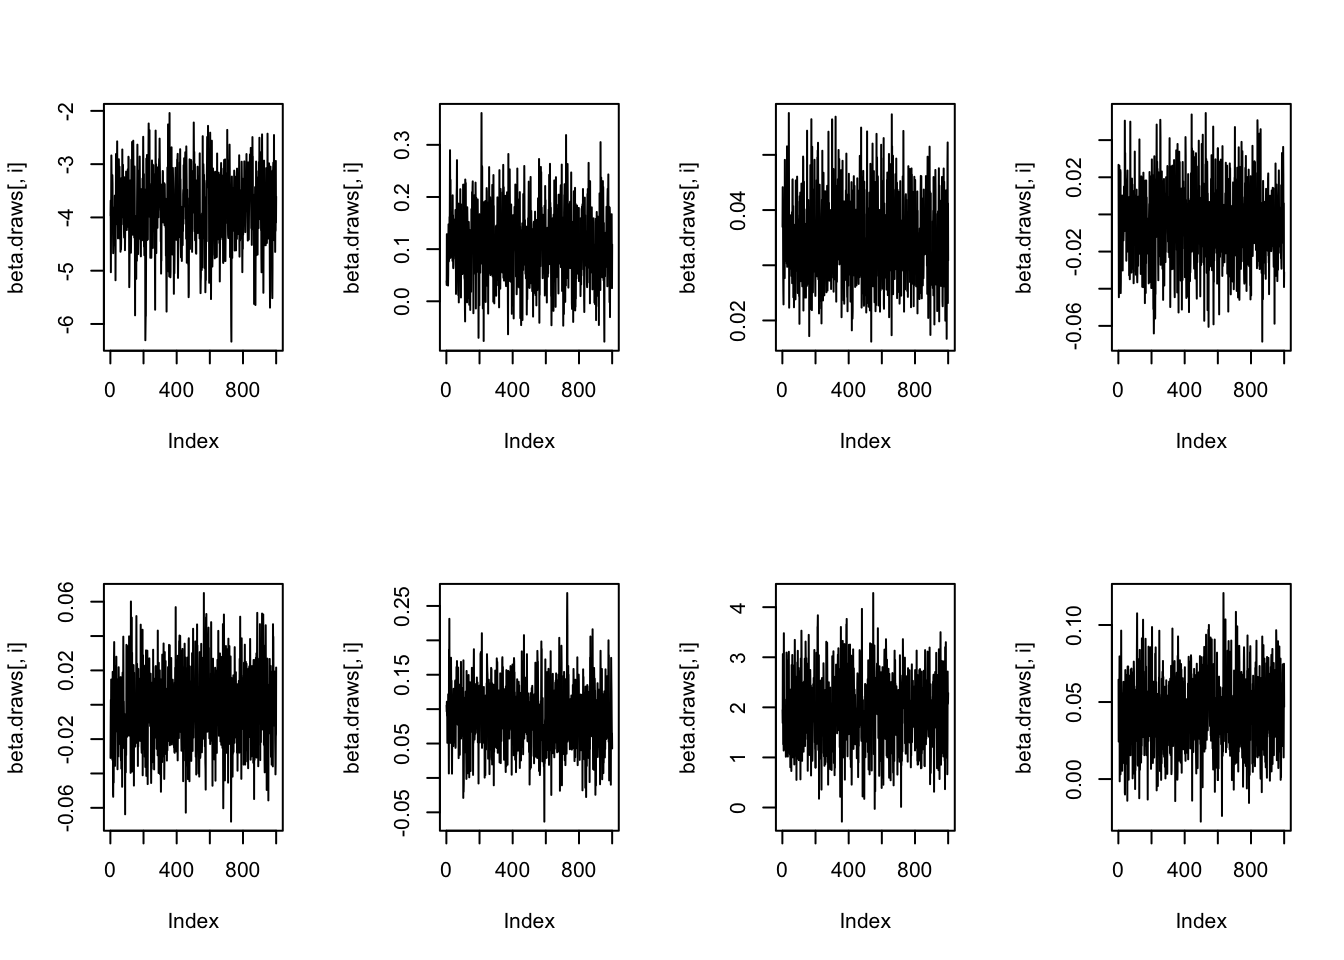 beta.draws[, i]
-2
-3
-4
-5
-6
0 400 800
Index
beta.draws[, i]
0.3
0.2
0.1
0.0
0 400 800
Index
beta.draws[, i]
0.04
0.02
0 400 800
Index
beta.draws[, i]
0.02
-0.02
-0.06
0 400 800
Index
beta.draws[, i]
0.06
0.02
-0.02
-0.06
0 400 800
Index
beta.draws[, i]
0.25
0.15
0.05
-0.05
0 400 800
Index
beta.draws[, i]
4
3
2
1
0
0 400 800
Index
beta.draws[, i]
0.10
0.05
0.00
0 400 800
Index